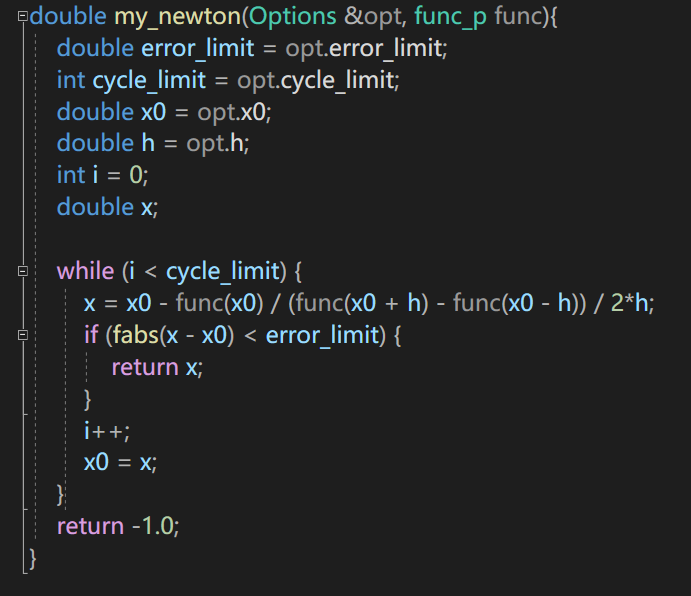 double my_newton(Options &opt, func_p func){
    double error_limit = opt.error_limit;
    int cycle_limit = opt.cycle_limit;
    double x0 = opt.x0;
    double h = opt.h;
    int i = 0;
    double x;

    while (i < cycle_limit) {
        x = x0 - func(x0) / (func(x0 + h) - func(x0 - h)) / 2*h;
        if (fabs(x - x0) < error_limit) {
            return x;
        }
        i++;
        x0 = x;
    }
    return -1.0;
}